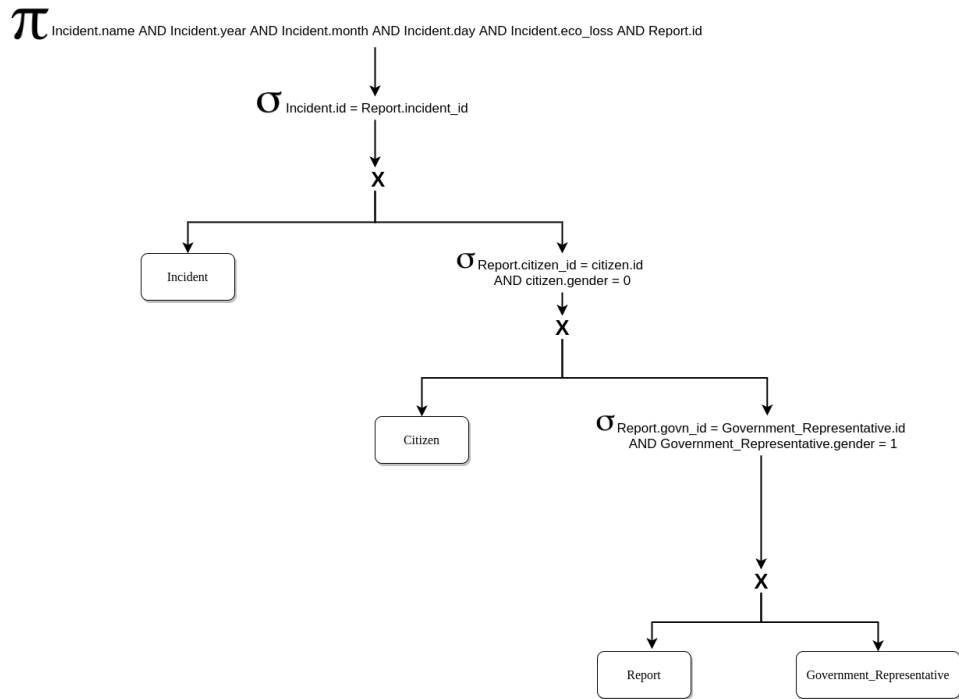 π Incident.name AND Incident.year AND Incident.month AND Incident.day AND Incident.eco_loss AND Report.id
σ Incident.id = Report.incident_id
X
Incident
σ Report.citizen_id = citizen.id
AND citizen.gender = 0
X
Citizen
σ Report.govn_id = Government_Representative.id
AND Government_Representative.gender = 1
X
Report
Government_Representative